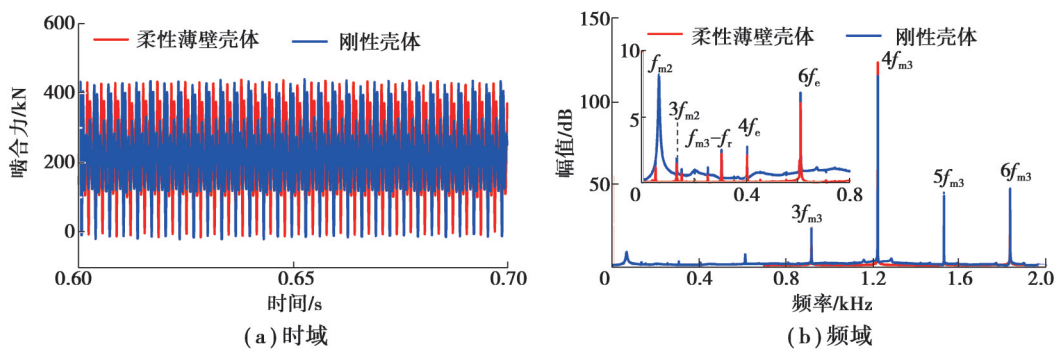 600
柔性薄壁壳体
刚性壳体
400
200
0
啮合力/kN
0.60
0.65
0.70
时间/s
(a)时域
150
100
50
幅值/dB
柔性薄壁壳体
刚性壳体
10
5
0
0.4
0.8
fm2
3fm2
fm3-fr
4fe
6fe
3fm3
4fm3
5fm3
6fm3
0.4
0.8
1.2
1.6
2.0
频率/kHz
(b)频域